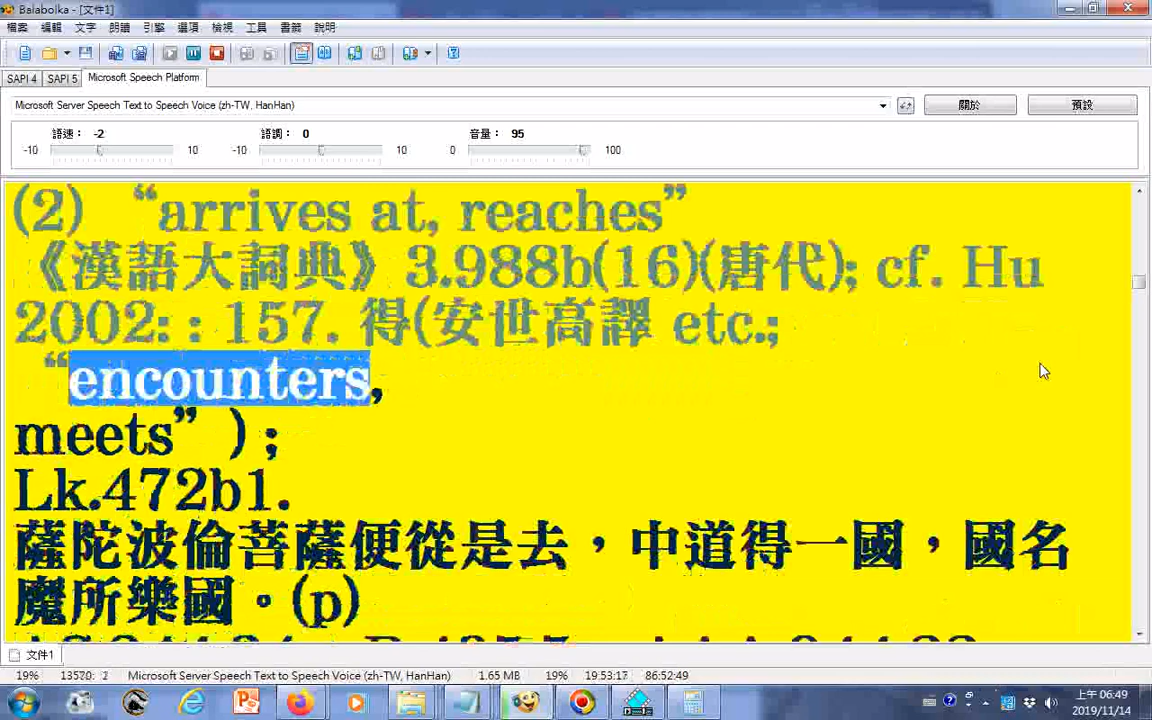 Balabolka - [文件1]
檔案 編輯 文字 朗讀 引擎 選項 檢視 工具 書籤 說明
SAPI 4 SAPI 5 Microsoft Speech Platform
Microsoft Server Speech Text to Speech Voice (zh-TW, HanHan)
關於 預設
語速： -2 語調： 0 音量： 95
-10 10 -10 10 0 100
(2) “arrives at, reaches”
《漢語大詞典》3.988b(16)(唐代); cf. Hu
2002: : 157. 得(安世高譯 etc.;
“encounters,
meets” ) ;
Lk.472b1.
薩陀波倫菩薩便從是去，中道得一國，國名
魔所樂國。(p)
文件1
19% 13570: 2 Microsoft Server Speech Text to Speech Voice (zh-TW, HanHan) 1.65 MB 19% 19:53:17 86:52:49
上午 06:49
2019/11/14